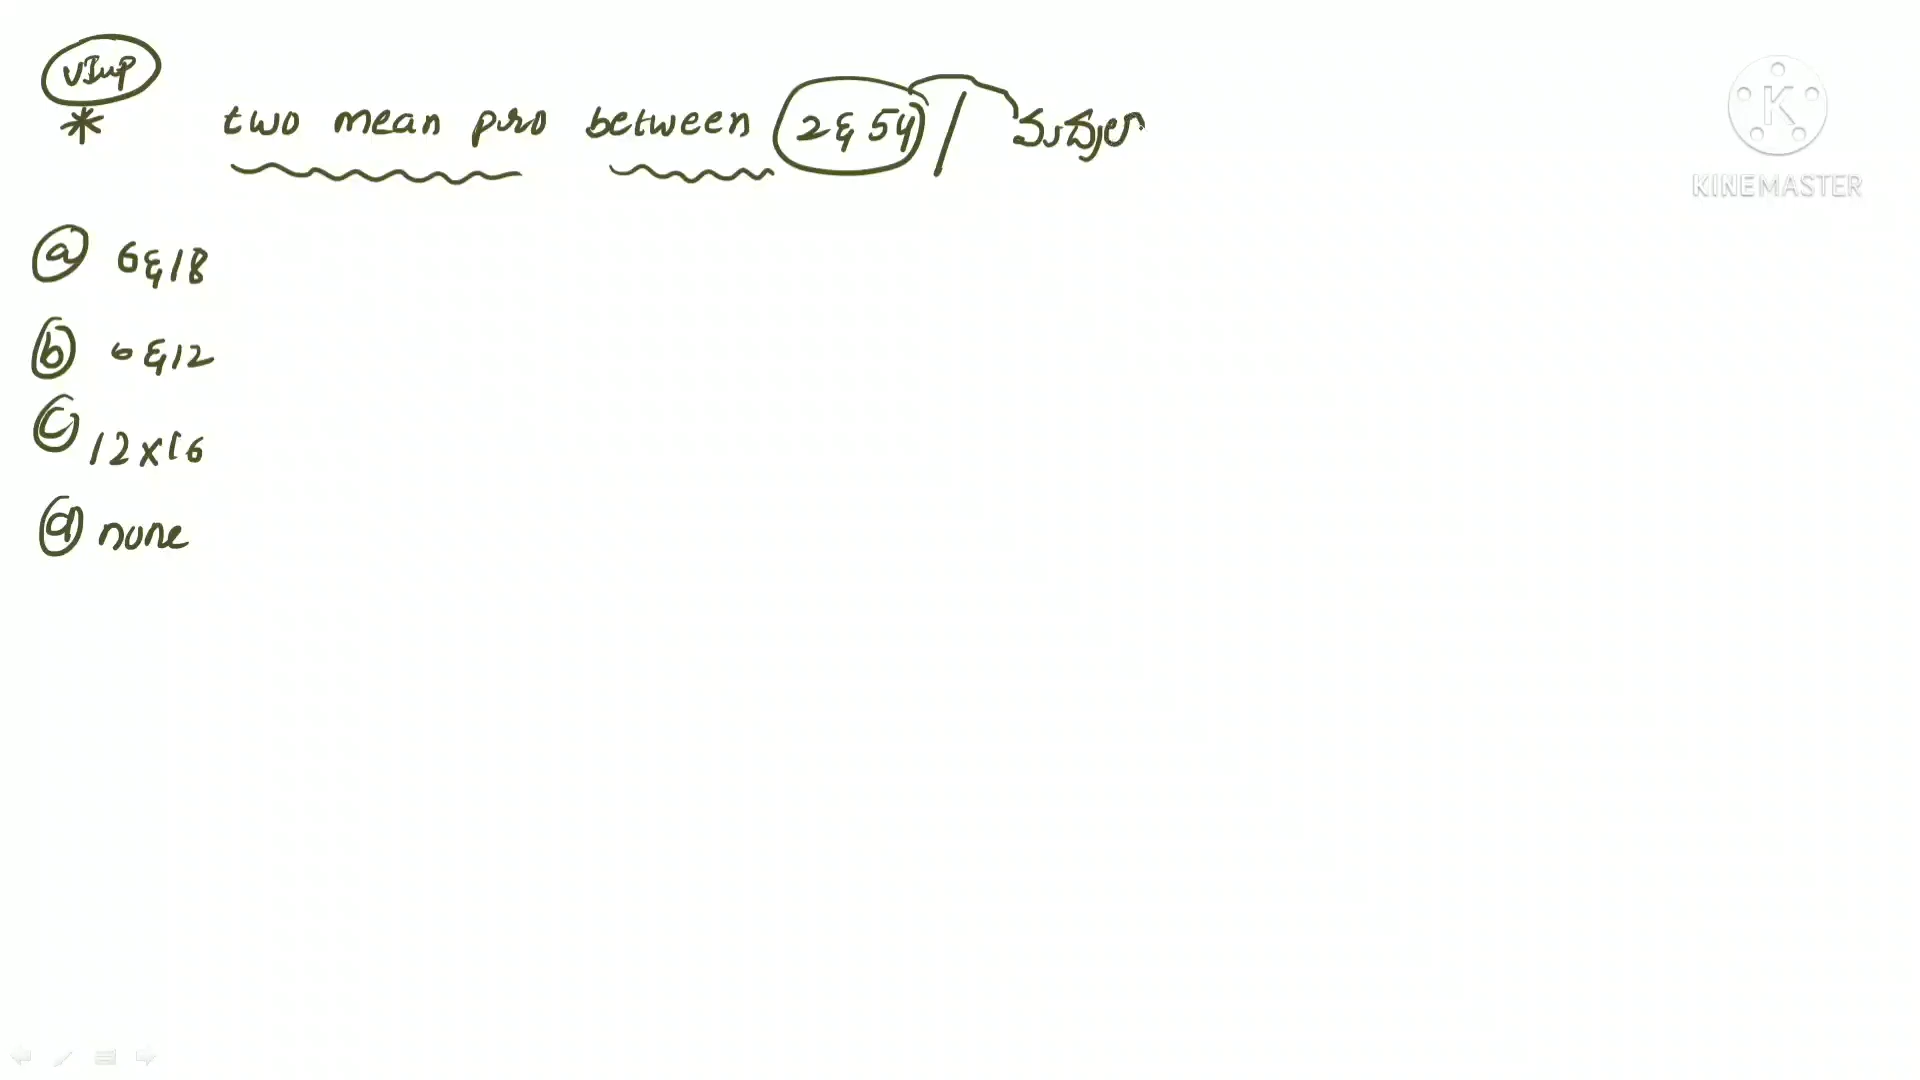 VImp
* two mean pro between (2 & 54) / మధ్యలా
K
KINEMASTER
a 6 & 18
b 6 & 12
c 12 x 16
d none